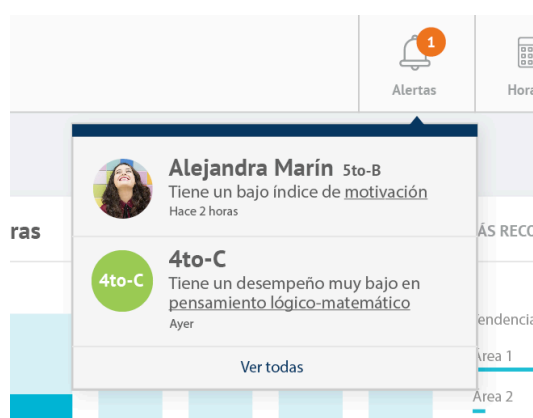 1
Alertas
Hora
Alejandra Marín 5to-B
Tiene un bajo índice de motivación
Hace 2 horas
ras
ÁS RECO
4to-C
4to-C
Tiene un desempeño muy bajo en
pensamiento lógico-matemático
Ayer
endencia
Área 1
Ver todas
Área 2